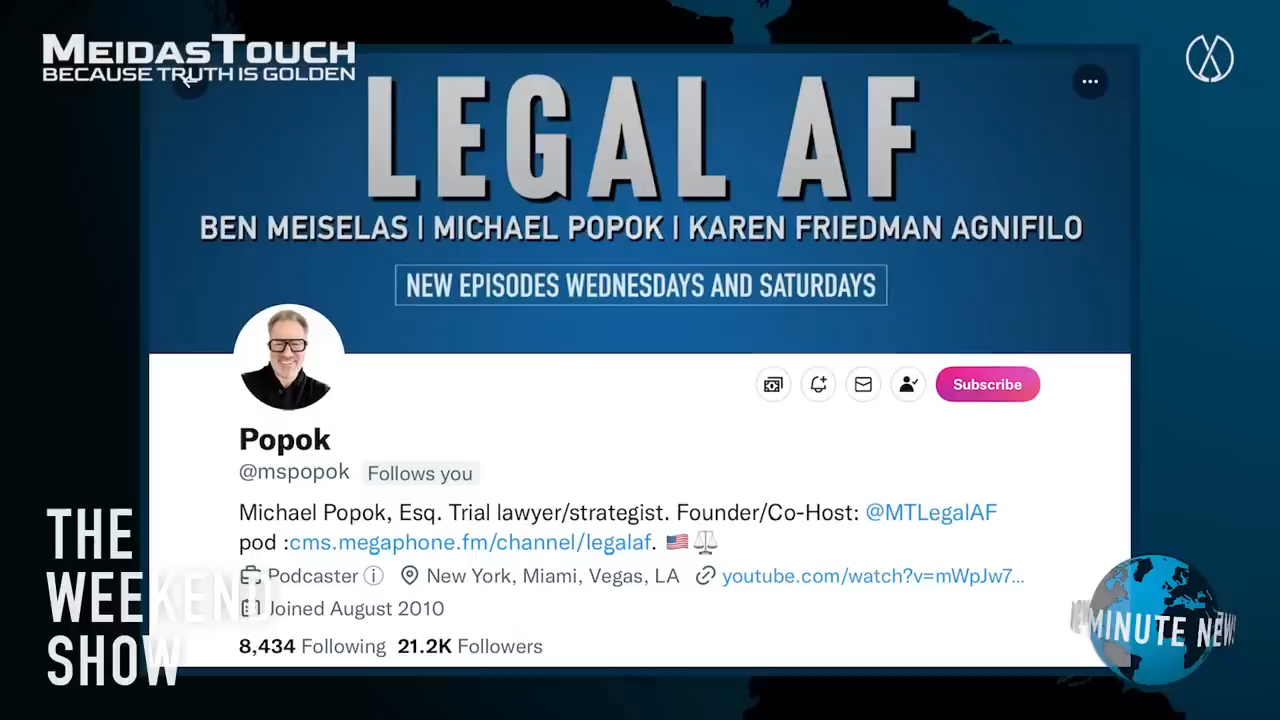 MEIDASTOUCH
BECAUSE TRUTH IS GOLDEN
LEGAL AF
BEN MEISELAS | MICHAEL POPOK | KAREN FRIEDMAN AGNIFILO
NEW EPISODES WEDNESDAYS AND SATURDAYS
Subscribe
Popok
@mspopok Follows you
Michael Popok, Esq. Trial lawyer/strategist. Founder/Co-Host: @MTLegalAF
pod :cms.megaphone.fm/channel/legalaf. 🇺🇸⚖️
Podcaster New York, Miami, Vegas, LA youtube.com/watch?v=mWpJw7...
Joined August 2010
8,434 Following 21.2K Followers
THE
WEEKEND
SHOW
MINUTE NEWS